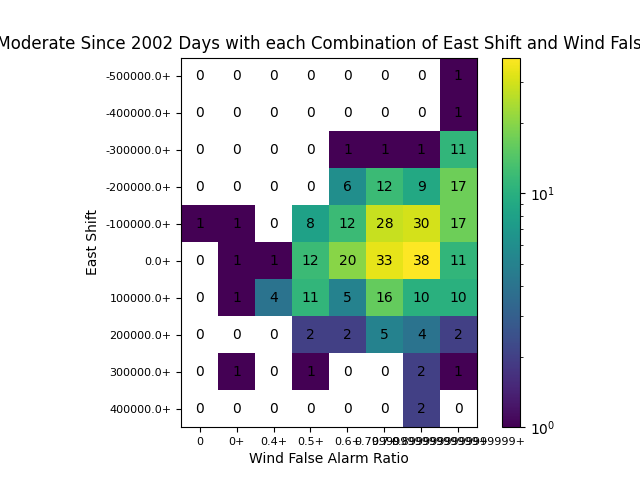 Moderate Since 2002 Days with each Combination of East Shift and Wind Fals
-500000.0+ 0 0 0 0 0 0 0 1
-400000.0+ 0 0 0 0 0 0 0 1
-300000.0+ 0 0 0 0 1 1 1 11
-200000.0+ 0 0 0 0 6 12 9 17
-100000.0+ 1 1 0 8 12 28 30 17
0.0+ 0 1 1 12 20 33 38 11
100000.0+ 0 1 4 11 5 16 10 10
200000.0+ 0 0 0 2 2 5 4 2
300000.0+ 0 1 0 1 0 0 2 1
400000.0+ 0 0 0 0 0 0 2 0
0 0+ 0.4+ 0.5+ 0.6+
Wind False Alarm Ratio
East Shift
10¹
10⁰